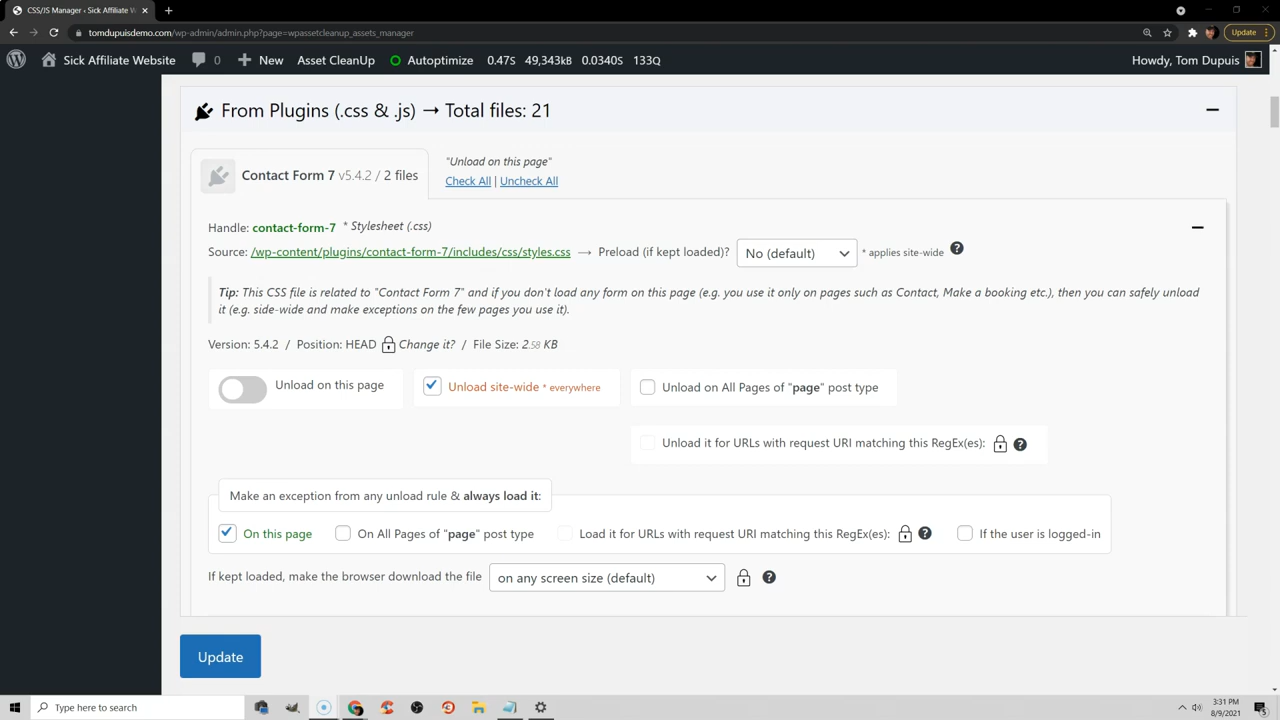 CSS/JS Manager ‹ Sick Affiliate W
tomdupuisdemo.com/wp-admin/admin.php?page=wpassetcleanup_assets_manager
Update
Sick Affiliate Website
0
New
Asset CleanUp
Autoptimize
0.47S 49,343kB 0.0340S 133Q
Howdy, Tom Dupuis
From Plugins (.css & .js) → Total files: 21
Contact Form 7 v5.4.2 / 2 files
"Unload on this page"
Check All | Uncheck All
Handle: contact-form-7 * Stylesheet (.css)
Source: /wp-content/plugins/contact-form-7/includes/css/styles.css → Preload (if kept loaded)? No (default) * applies site-wide ?
Tip: This CSS file is related to "Contact Form 7" and if you don't load any form on this page (e.g. you use it only on pages such as Contact, Make a booking etc.), then you can safely unload
it (e.g. side-wide and make exceptions on the few pages you use it).
Version: 5.4.2 / Position: HEAD Change it? / File Size: 2.58 KB
Unload on this page
Unload site-wide * everywhere
Unload on All Pages of "page" post type
Unload it for URLs with request URI matching this RegEx(es): ?
Make an exception from any unload rule & always load it:
On this page
On All Pages of "page" post type
Load it for URLs with request URI matching this RegEx(es): ?
If the user is logged-in
If kept loaded, make the browser download the file on any screen size (default) ?
Update
Type here to search
3:31 PM
8/9/2021
5